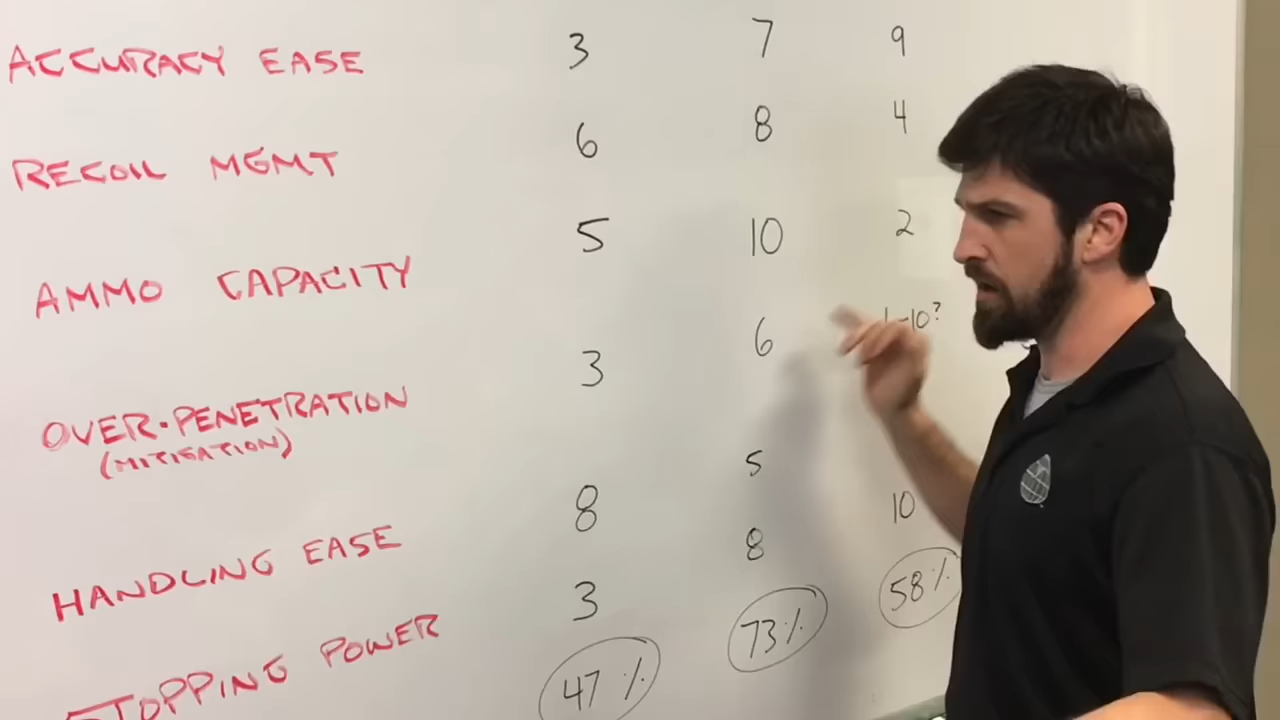 ACCURACY EASE 3 7 9
RECOIL MGMT 6 8 4
AMMO CAPACITY 5 10 2
OVER-PENETRATION 3 6 -10?
(MITIGATION)
HANDLING EASE 8 5
STOPPING POWER 3 8 10
47% 73% 58%